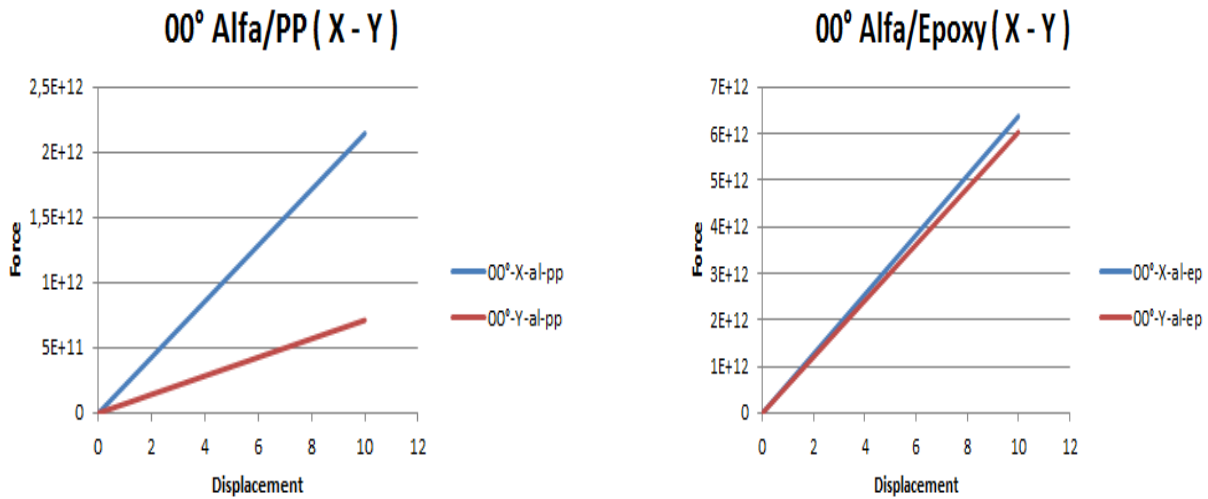 00° Alfa/PP ( X - Y )
2,5E+12
2E+12
1,5E+12
1E+12
5E+11
0
Force
0 2 4 6 8 10 12
Displacement
00°-X-al-pp
00°-Y-al-pp
00° Alfa/Epoxy ( X - Y )
7E+12
6E+12
5E+12
4E+12
3E+12
2E+12
1E+12
0
Force
0 2 4 6 8 10 12
Displacement
00°-X-al-ep
00°-Y-al-ep